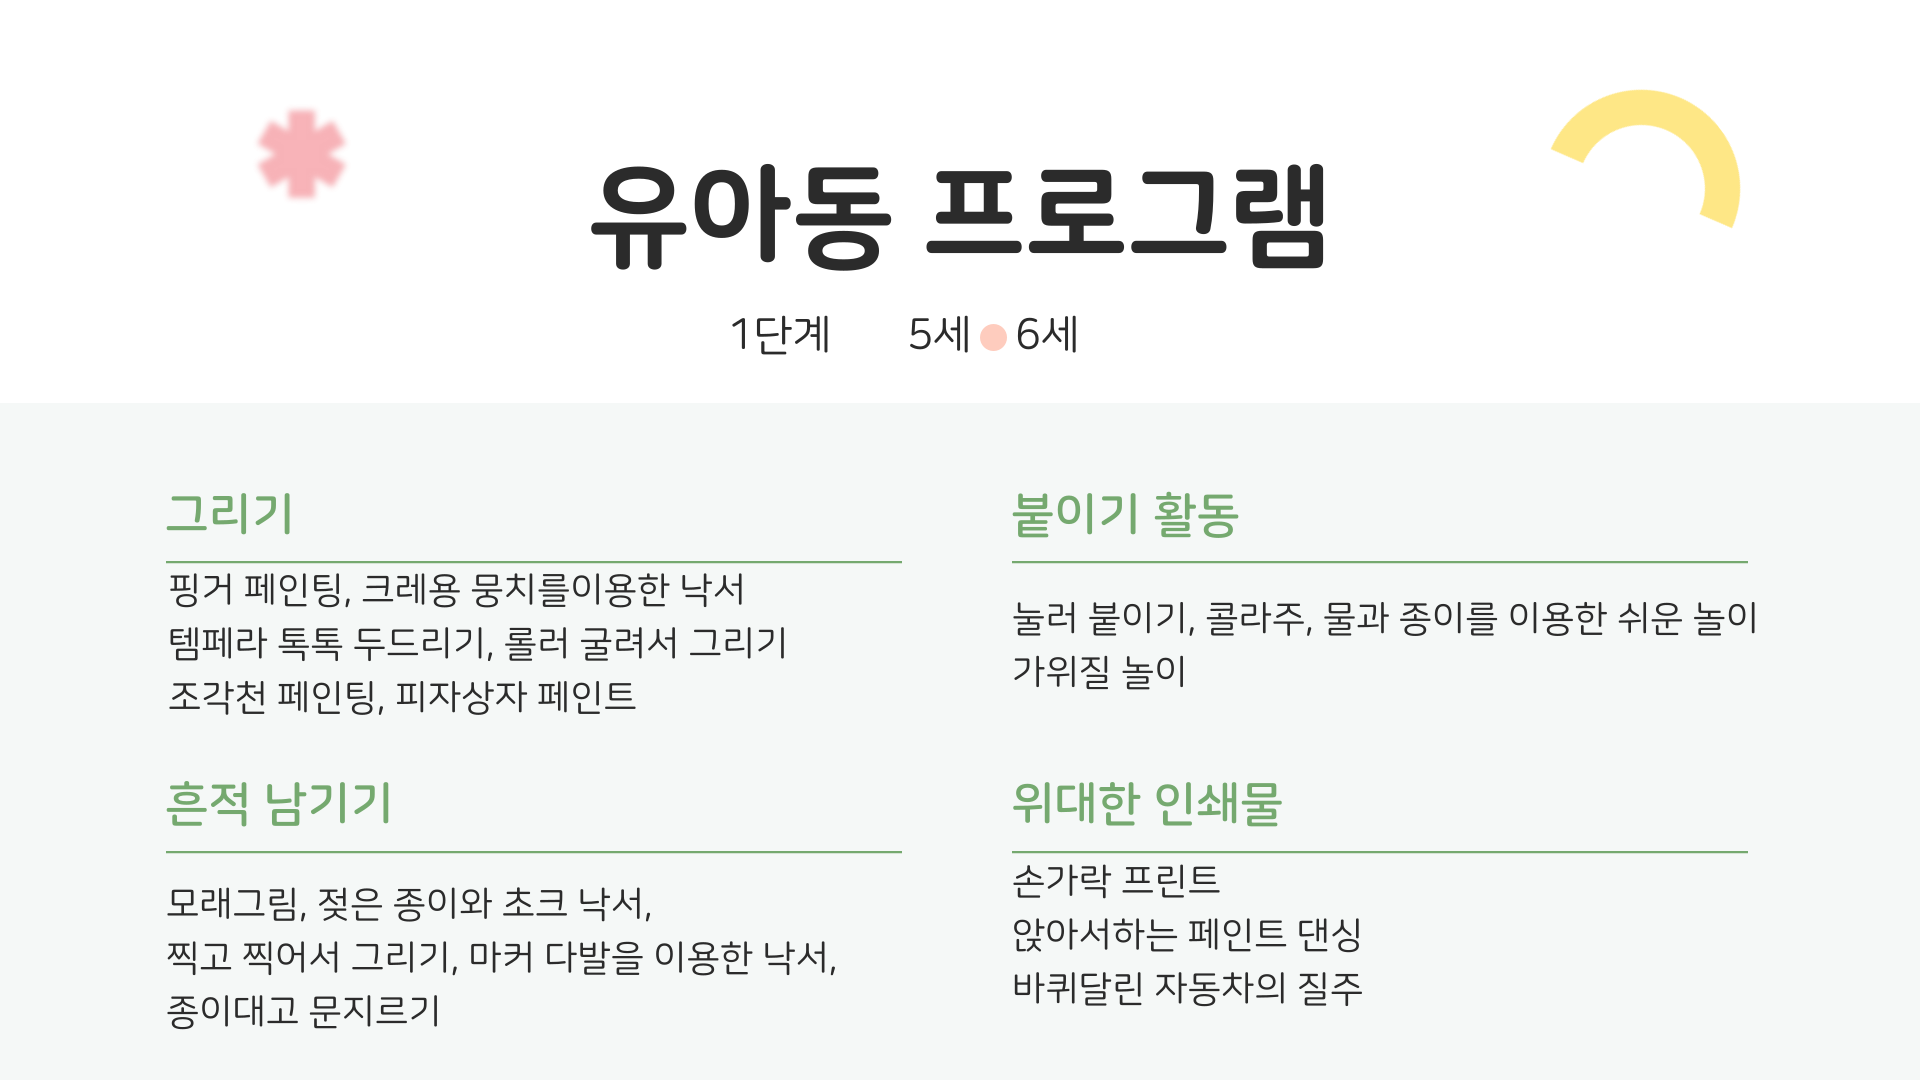 유아동 프로그램
1단계 5세 6세
그리기
핑거 페인팅, 크레용 뭉치를이용한 낙서
템페라 톡톡 두드리기, 롤러 굴려서 그리기
조각천 페인팅, 피자상자 페인트
붙이기 활동
눌러 붙이기, 콜라주, 물과 종이를 이용한 쉬운 놀이
가위질 놀이
흔적 남기기
모래그림, 젖은 종이와 초크 낙서,
찍고 찍어서 그리기, 마커 다발을 이용한 낙서,
종이대고 문지르기
위대한 인쇄물
손가락 프린트
앉아서하는 페인트 댄싱
바퀴달린 자동차의 질주